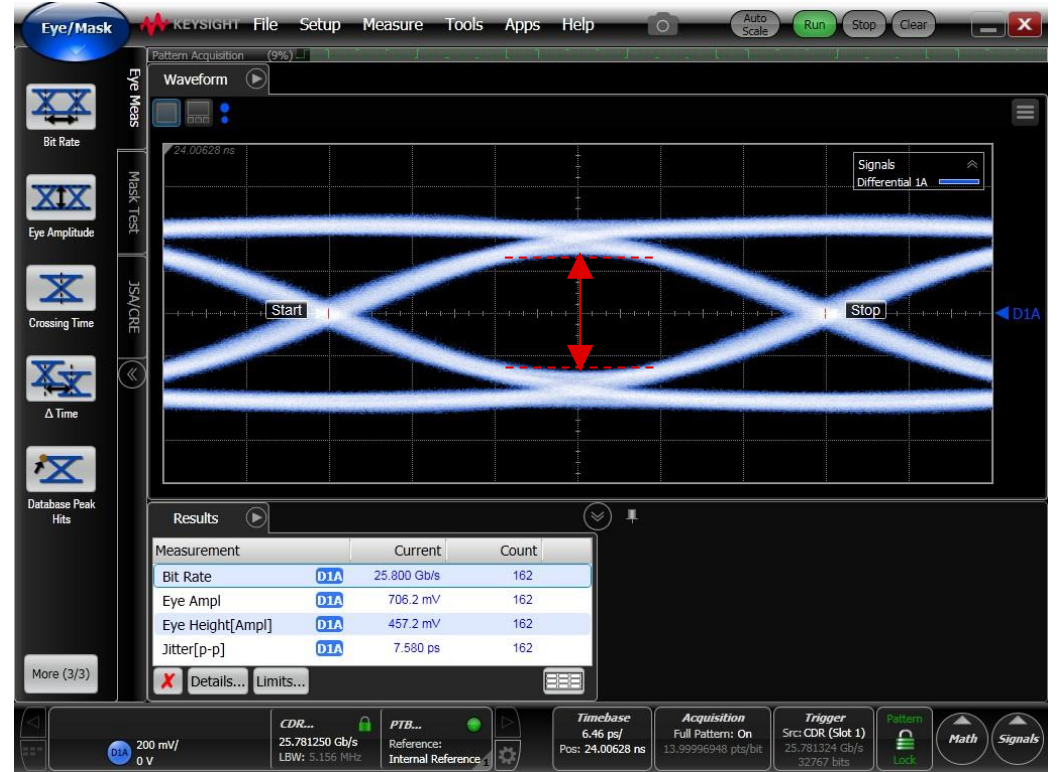 Eye/Mask
KEYSIGHT File Setup Measure Tools Apps Help
Auto Scale Run Stop Clear X
Pattern Acquisition (9%)
Eye Meas
Mask Test
JSA/CRE
Bit Rate
Eye Amplitude
Crossing Time
Δ Time
Database Peak
Hits
More (3/3)
Waveform
24.00628 ns
Signals
Differential 1A
Start
Stop
D1A
Results
Measurement Current Count
Bit Rate D1A 25.800 Gb/s 162
Eye Ampl D1A 706.2 mV 162
Eye Height[Ampl] D1A 457.2 mV 162
Jitter[p-p] D1A 7.580 ps 162
Details... Limits...
D1A 200 mV/
0 V
CDR...
25.781250 Gb/s
LBW: 5.156 MHz
PTB...
Reference:
Internal Reference 1
Timebase
6.46 ps/
Pos: 24.00628 ns
Acquisition
Full Pattern: On
13.99996948 pts/bit
Trigger
Src: CDR (Slot 1)
25.781324 Gb/s
32767 bits
Pattern
Lock
Math
Signals